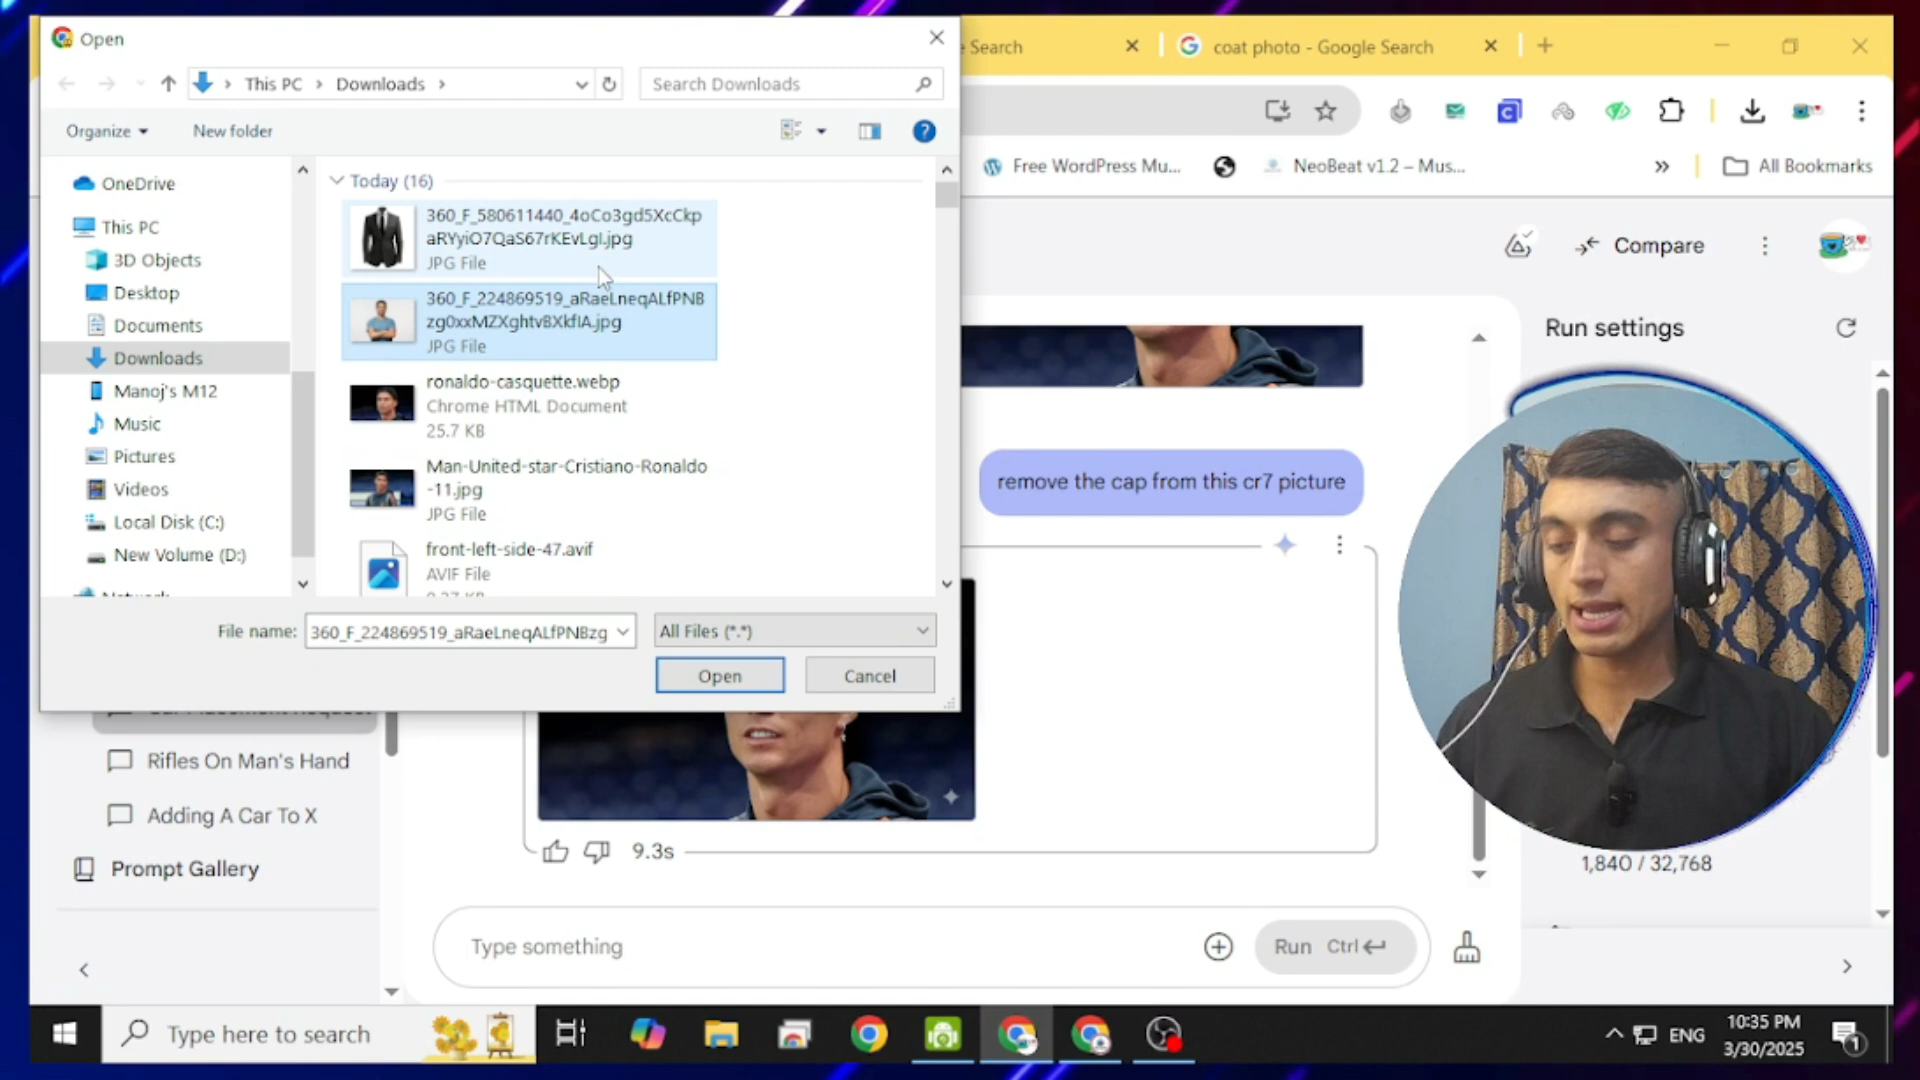 Open
This PC
Downloads
Search Downloads
Organize
New folder
OneDrive
This PC
3D Objects
Desktop
Documents
Downloads
Manoj's M12
Music
Pictures
Videos
Local Disk (C:)
New Volume (D:)
Today (16)
360_F_580611440_4oCo3gd5XcCkp
aRYyiO7QaS67rKEvLgI.jpg
JPG File
360_F_224869519_aRaeLneqALfPNB
zg0xxMZXghtvBXkfIA.jpg
JPG File
ronaldo-casquette.webp
Chrome HTML Document
25.7 KB
Man-United-star-Cristiano-Ronaldo
-11.jpg
JPG File
front-left-side-47.avif
AVIF File
File name:
360_F_224869519_aRaeLneqALfPNBzg
All Files (*.*)
Open
Cancel
e Search
coat photo - Google Search
Free WordPress Mu...
NeoBeat v1.2 – Mus...
All Bookmarks
Compare
Run settings
remove the cap from this cr7 picture
9.3s
1,840 / 32,768
Rifles On Man's Hand
Adding A Car To X
Prompt Gallery
Type something
Run Ctrl
Type here to search
ENG
10:35 PM
3/30/2025
1